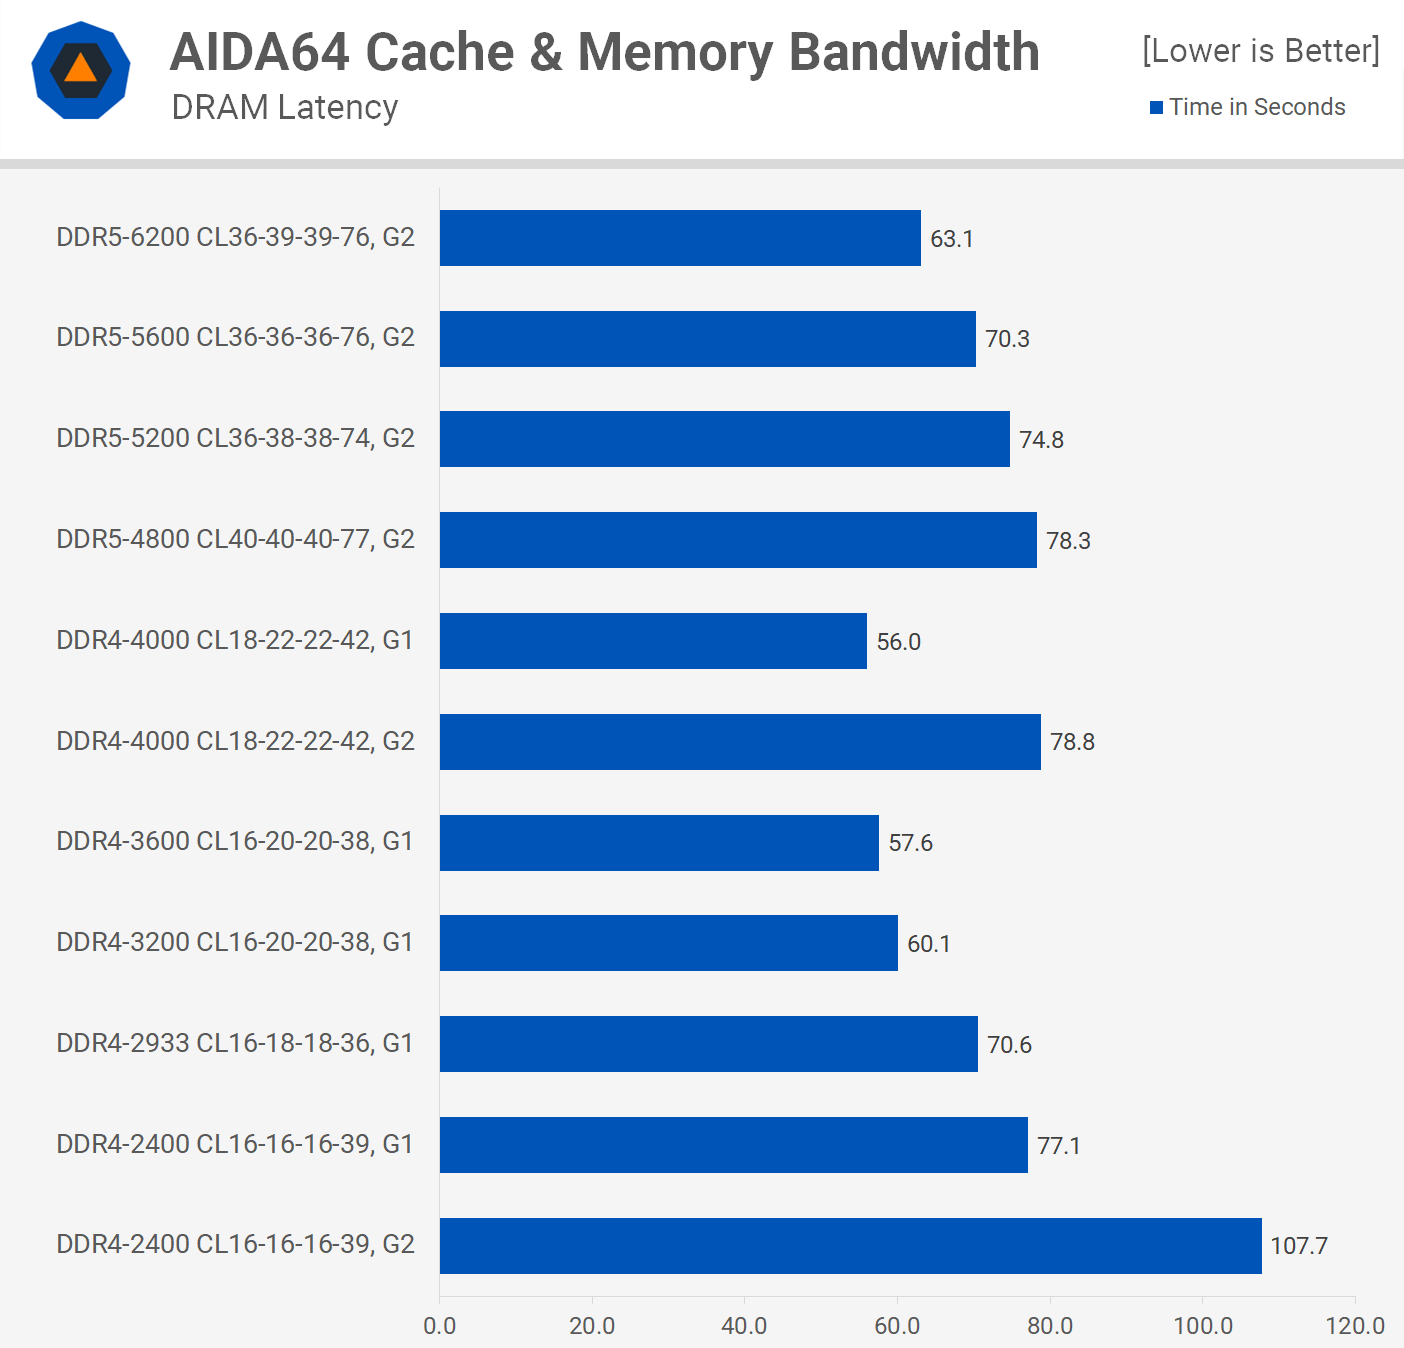 AIDA64 Cache & Memory Bandwidth
[Lower is Better]
DRAM Latency
Time in Seconds
DDR5-6200 CL36-39-39-76, G2 63.1
DDR5-5600 CL36-36-36-76, G2 70.3
DDR5-5200 CL36-38-38-74, G2 74.8
DDR5-4800 CL40-40-40-77, G2 78.3
DDR4-4000 CL18-22-22-42, G1 56.0
DDR4-4000 CL18-22-22-42, G2 78.8
DDR4-3600 CL16-20-20-38, G1 57.6
DDR4-3200 CL16-20-20-38, G1 60.1
DDR4-2933 CL16-18-18-36, G1 70.6
DDR4-2400 CL16-16-16-39, G1 77.1
DDR4-2400 CL16-16-16-39, G2 107.7
0.0 20.0 40.0 60.0 80.0 100.0 120.0